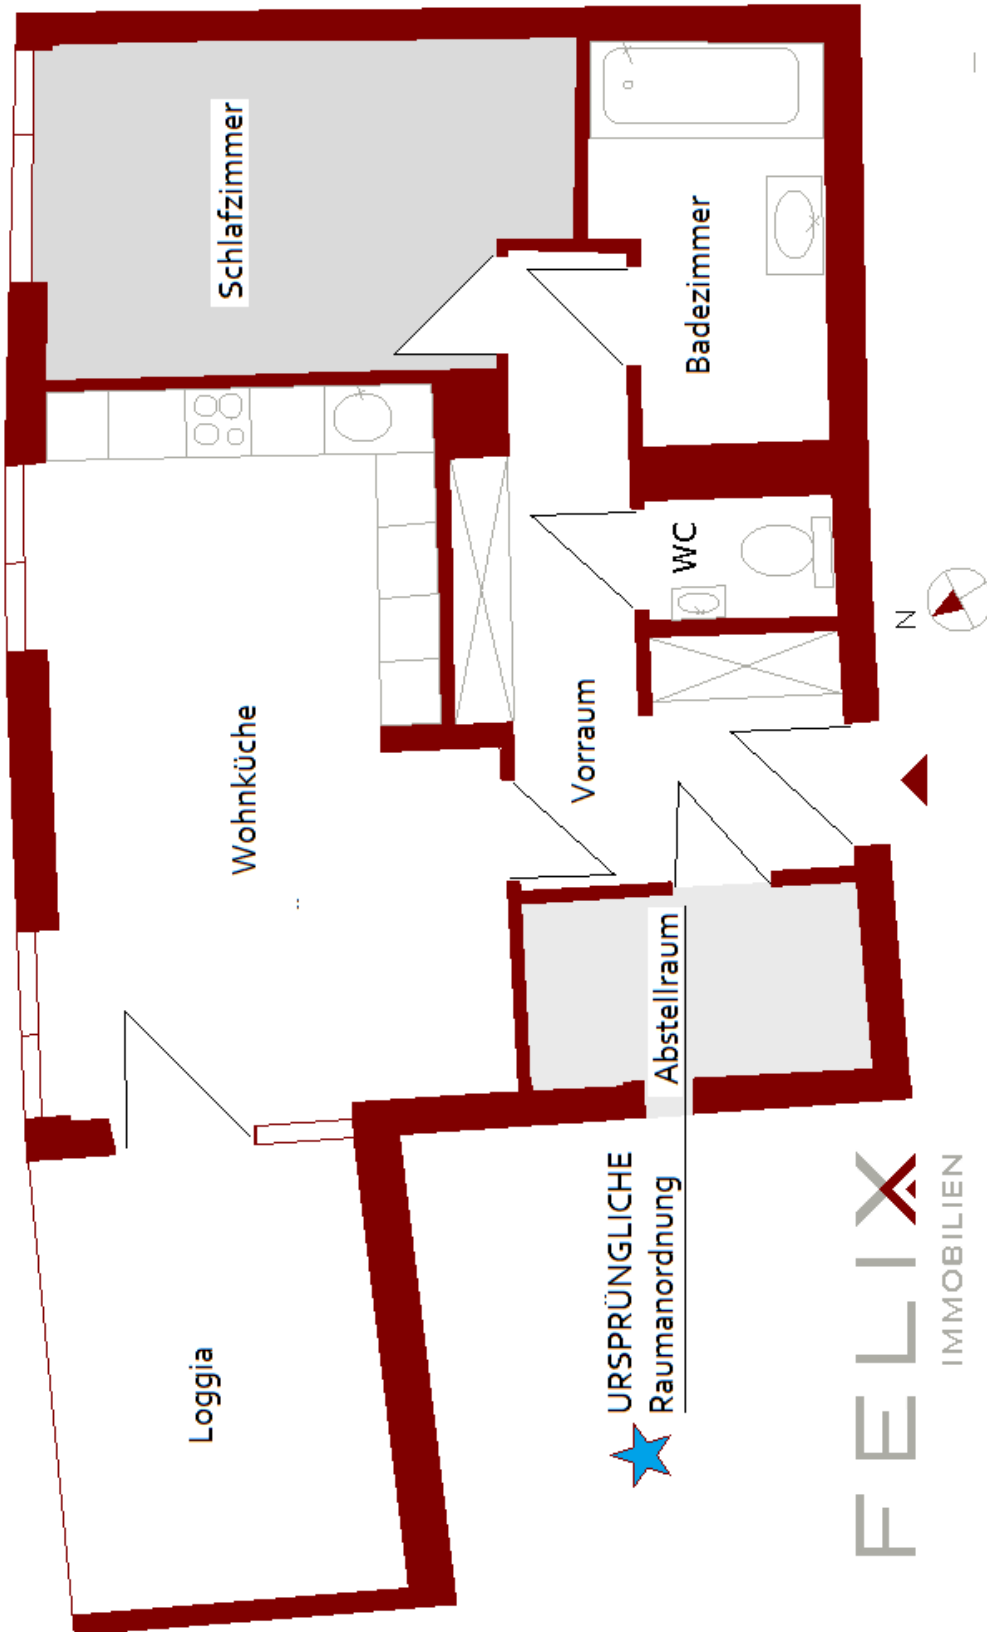 Schlafzimmer
Badezimmer
WC
Wohnküche
Vorraum
Abstellraum
Loggia
URSPRÜNGLICHE
Raumanordnung
N
FELIX
IMMOBILIEN